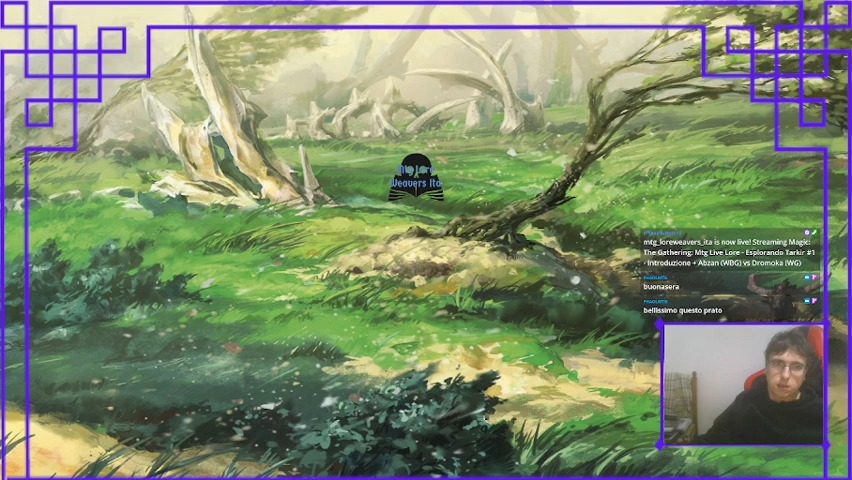 Mtg Lore
Weavers Ita
mtg_loreweavers_ita is now live! Streaming Magic:
The Gathering: Mtg Live Lore - Esplorando Tarkir #1
- Introduzione + Abzan (WBG) vs Dromoka (WG)
buonasera
bellissimo questo prato